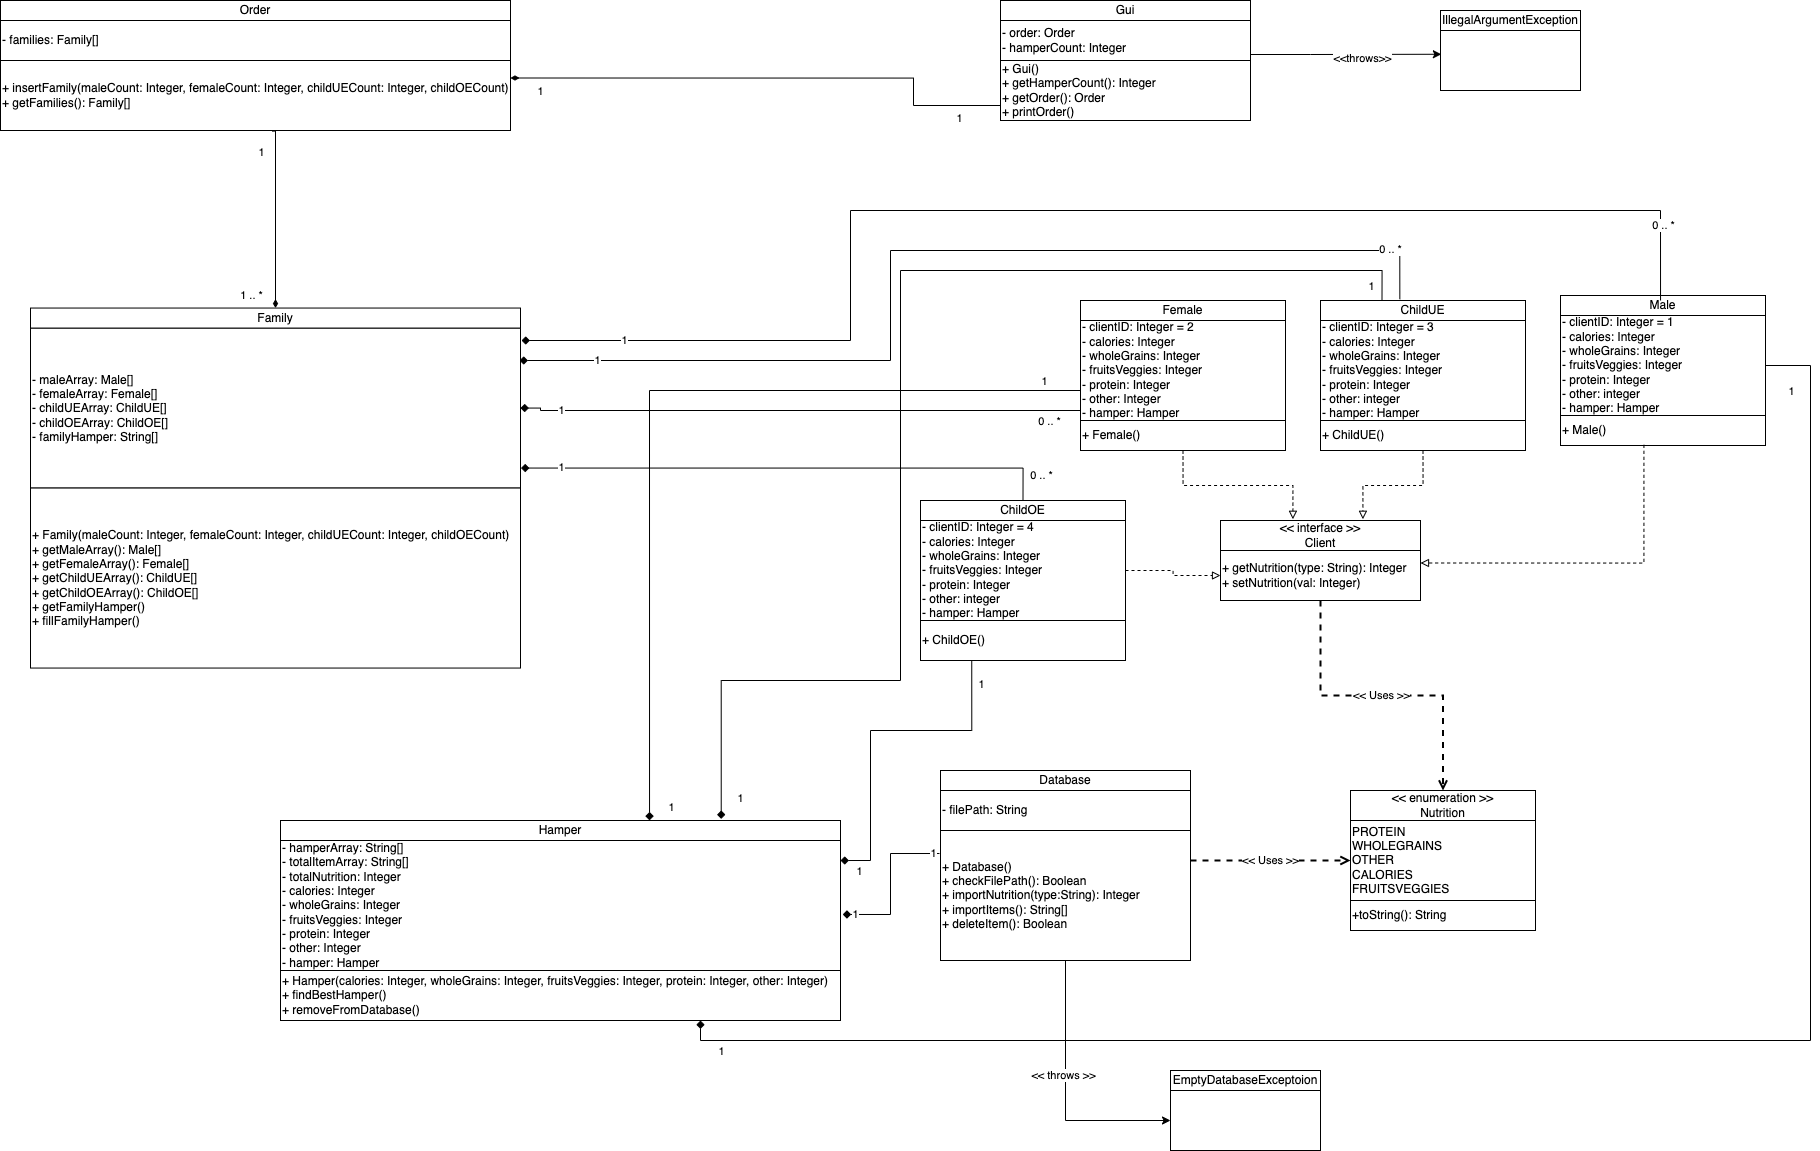 Order
- families: Family[]
+ insertFamily(maleCount: Integer, femaleCount: Integer, childUECount: Integer, childOECount)
+ getFamilies(): Family[]
1
1
Gui
- order: Order
- hamperCount: Integer
+ Gui()
+ getHamperCount(): Integer
+ getOrder(): Order
+ printOrder()
<<throws>>
IllegalArgumentException
1
1 .. *
Family
- maleArray: Male[]
- femaleArray: Female[]
- childUEArray: ChildUE[]
- childOEArray: ChildOE[]
- familyHamper: String[]
+ Family(maleCount: Integer, femaleCount: Integer, childUECount: Integer, childOECount)
+ getMaleArray(): Male[]
+ getFemaleArray(): Female[]
+ getChildUEArray(): ChildUE[]
+ getChildOEArray(): ChildOE[]
+ getFamilyHamper()
+ fillFamilyHamper()
1
1
1
1
0 .. *
0 .. *
1
1
0 .. *
0 .. *
Female
- clientID: Integer = 2
- calories: Integer
- wholeGrains: Integer
- fruitsVeggies: Integer
- protein: Integer
- other: Integer
- hamper: Hamper
+ Female()
ChildUE
- clientID: Integer = 3
- calories: Integer
- wholeGrains: Integer
- fruitsVeggies: Integer
- protein: Integer
- other: integer
- hamper: Hamper
+ ChildUE()
Male
- clientID: Integer = 1
- calories: Integer
- wholeGrains: Integer
- fruitsVeggies: Integer
- protein: Integer
- other: integer
- hamper: Hamper
+ Male()
1
ChildOE
- clientID: Integer = 4
- calories: Integer
- wholeGrains: Integer
- fruitsVeggies: Integer
- protein: Integer
- other: integer
- hamper: Hamper
+ ChildOE()
1
<< interface >>
Client
+ getNutrition(type: String): Integer
+ setNutrition(val: Integer)
<< Uses >>
1
1
Hamper
- hamperArray: String[]
- totalItemArray: String[]
- totalNutrition: Integer
- calories: Integer
- wholeGrains: Integer
- fruitsVeggies: Integer
- protein: Integer
- other: Integer
- hamper: Hamper
+ Hamper(calories: Integer, wholeGrains: Integer, fruitsVeggies: Integer, protein: Integer, other: Integer)
+ findBestHamper()
+ removeFromDatabase()
1
1
1
1
Database
- filePath: String
+ Database()
+ checkFilePath(): Boolean
+ importNutrition(type:String): Integer
+ importItems(): String[]
+ deleteItem(): Boolean
<< Uses >>
<< enumeration >>
Nutrition
PROTEIN
WHOLEGRAINS
OTHER
CALORIES
FRUITSVEGGIES
+toString(): String
<< throws >>
EmptyDatabaseExceptoion